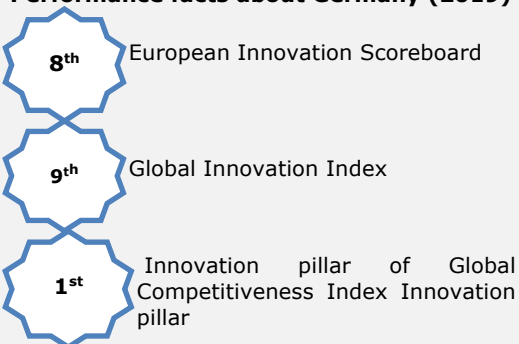 Performance facts about Germany (2019)
8th
European Innovation Scoreboard
9th
Global Innovation Index
1st
Innovation pillar of Global
Competitiveness Index Innovation
pillar